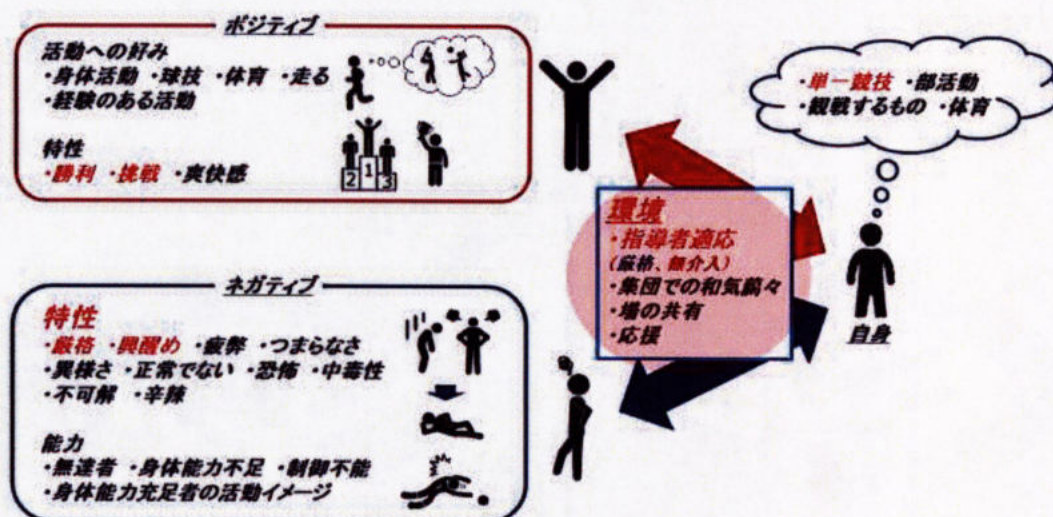 ポジティブ
活動への好み
・身体活動 ・球技 ・体育 ・走る
・経験のある活動
特性
・勝利 ・挑戦 ・爽快感
2 1 3
ネガティブ
特性
・厳格 ・興醒め ・疲弊 ・つまらなさ
・異様さ ・正常でない ・恐怖 ・中毒性
・不可解 ・辛辣
能力
・無達者 ・身体能力不足 ・制御不能
・身体能力充足者の活動イメージ
環境
・指導者適応
(厳格、 介入)
・集団での和気藹々
・場の共有
・応援
・単一競技 ・部活動
・観戦するもの ・体育
自身